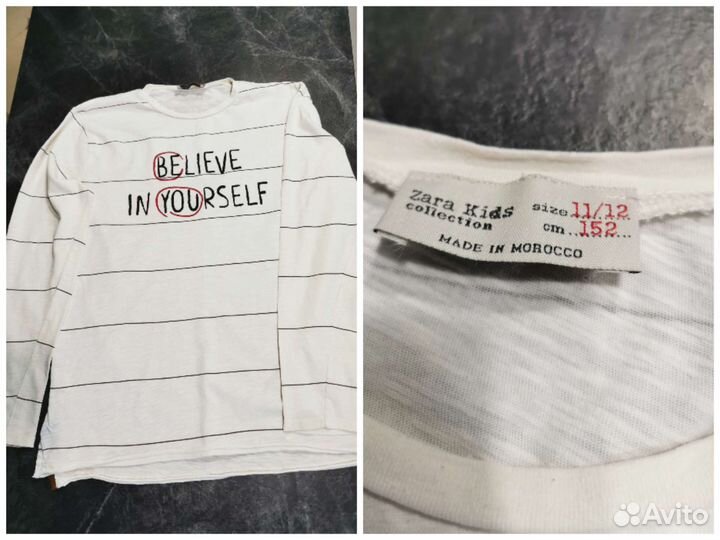 BELIEVE
IN YOURSELF
Zara Kids
collection
size 11/12
cm 152
MADE IN MOROCCO
Avito